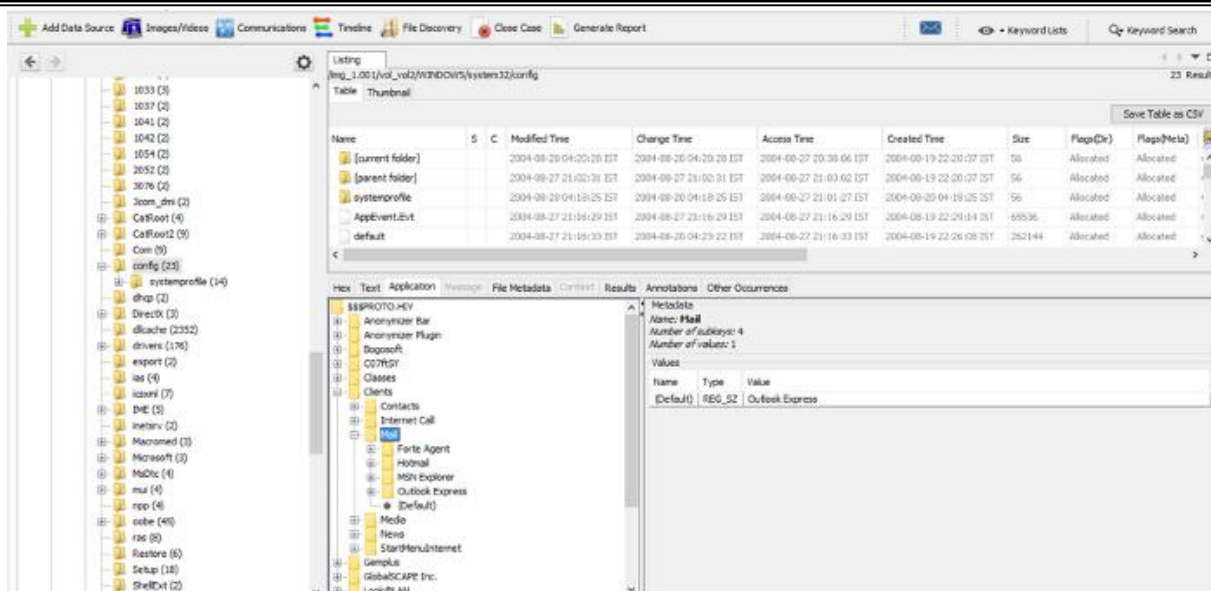 Add Data Source Images/Videos Communications Timeline File Discovery Close Case Generate Report Keyword Lists Keyword Search
1033 (3)
1037 (2)
1041 (2)
1042 (2)
1054 (2)
2052 (2)
3076 (2)
3com_dmi (2)
CatRoot (4)
CatRoot2 (9)
Com (9)
config (23)
systemprofile (14)
dhcp (2)
DirectX (3)
dllcache (2352)
drivers (176)
export (2)
ias (4)
icsxml (7)
IME (5)
inetsrv (2)
Macromed (3)
Microsoft (3)
MsDtc (4)
mui (4)
npp (4)
oobe (45)
ras (8)
Restore (6)
Setup (18)
ShellExt (2)
Listing
/img_1.001/vol_vol2/WINDOWS/system32/config
23 Result
Table Thumbnail
Save Table as CSV
Name S C Modified Time Change Time Access Time Created Time Size Flags(Dir) Flags(Meta)
[current folder] 2004-08-20 04:20:20 IST 2004-08-20 04:20:20 IST 2004-08-27 20:38:06 IST 2004-08-19 22:20:37 IST 56 Allocated Allocated
[parent folder] 2004-08-27 21:02:31 IST 2004-08-27 21:02:31 IST 2004-08-27 21:03:02 IST 2004-08-19 22:20:37 IST 56 Allocated Allocated
systemprofile 2004-08-20 04:18:25 IST 2004-08-20 04:18:25 IST 2004-08-27 21:01:27 IST 2004-08-20 04:18:25 IST 56 Allocated Allocated
AppEvent.Evt 2004-08-27 21:16:29 IST 2004-08-27 21:16:29 IST 2004-08-27 21:16:29 IST 2004-08-19 22:29:14 IST 65536 Allocated Allocated
default 2004-08-27 21:16:33 IST 2004-08-20 04:23:22 IST 2004-08-27 21:16:33 IST 2004-08-19 22:26:08 IST 262144 Allocated Allocated
Hex Text Application Message File Metadata Context Results Annotations Other Occurrences
$$$PROTO.HIV
Anonymizer Bar
Anonymizer Plugin
Bogosoft
C07ftSY
Classes
Clients
Contacts
Internet Call
Mail
Forte Agent
Hotmail
MSN Explorer
Outlook Express
(Default)
Media
News
StartMenuInternet
Gemplus
GlobalSCAPE Inc.
Metadata
Name: Mail
Number of subkeys: 4
Number of values: 1
Values
Name Type Value
(Default) REG_SZ Outlook Express